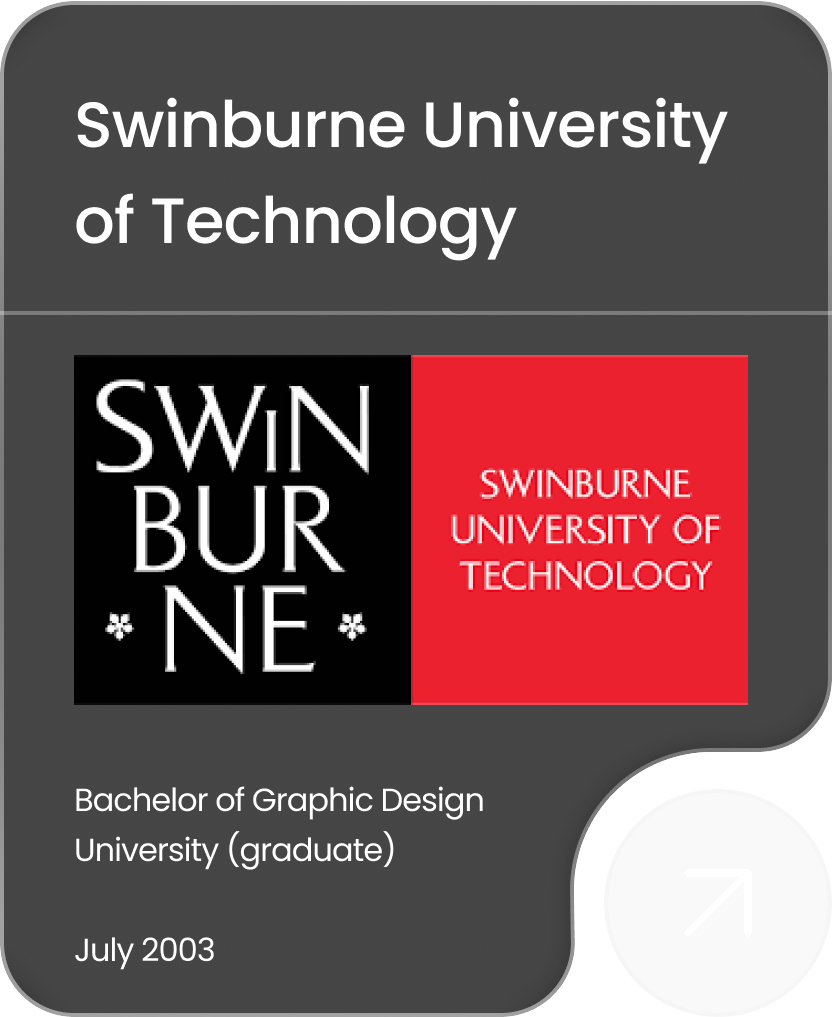 Swinburne University
of Technology
SWiN
BUR
NE
SWINBURNE
UNIVERSITY OF
TECHNOLOGY
Bachelor of Graphic Design
University (graduate)
July 2003